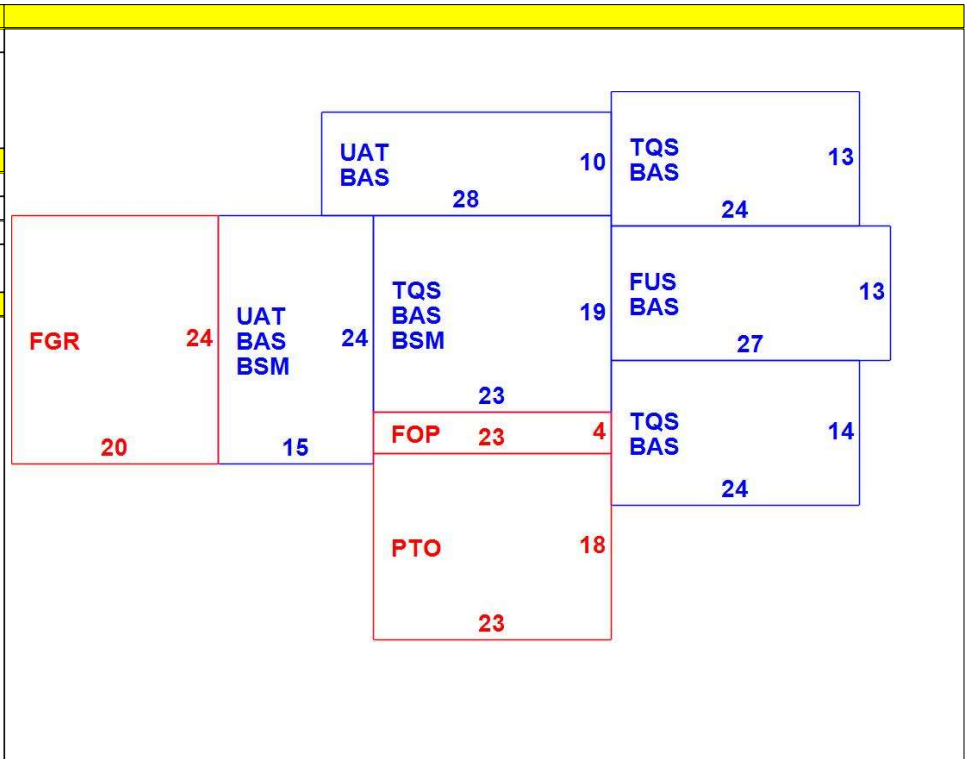 UAT
BAS
10
28
TQS
BAS
13
24
FGR
24
20
UAT
BAS
BSM
24
15
TQS
BAS
BSM
19
23
FUS
BAS
13
27
FOP 23 4
TQS
BAS
14
24
PTO
18
23